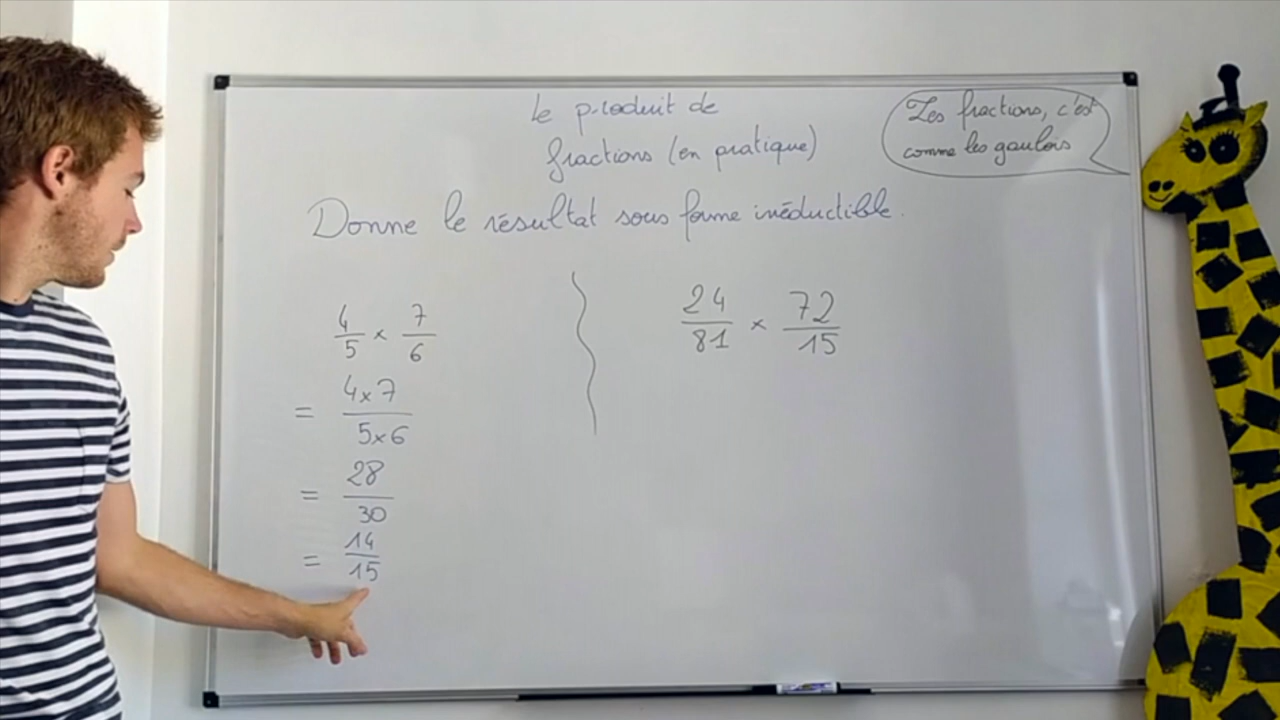 Le produit de
fractions (en pratique)
Les fractions, c'est
comme les gaulois
Donne le résultat sous forme irréductible.
4/5 × 7/6
= 4×7/5×6
= 28/30
= 14/15
24/81 × 72/15